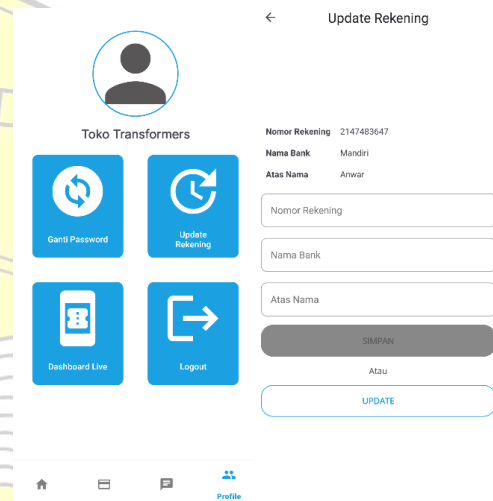 Toko Transformers
Ganti Password
Update
Rekening
Dashboard Live
Logout
Profile
Update Rekening
Nomor Rekening 2147483647
Nama Bank Mandiri
Atas Nama Anwar
Nomor Rekening
Nama Bank
Atas Nama
SIMPAN
Atau
UPDATE